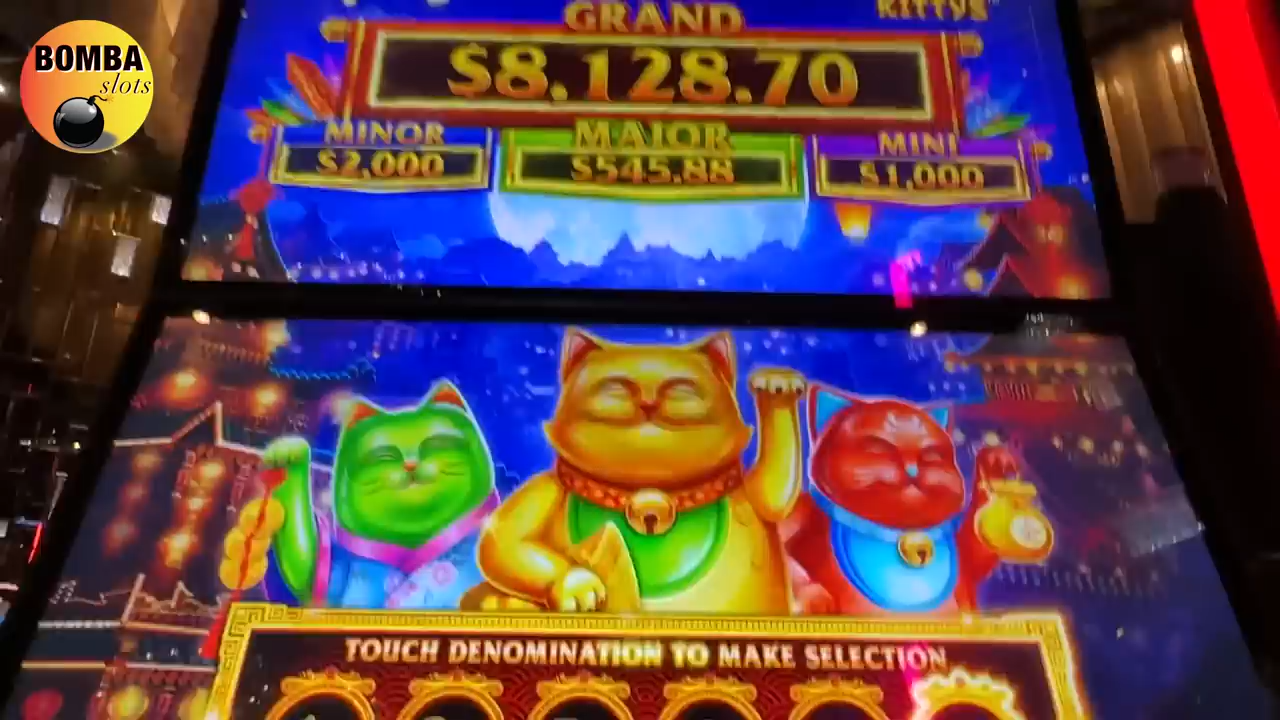 BOMBA
slots
KITTYS
GRAND
$8,128.70
MINOR
MAJOR
MINI
$2,000
$545.88
$1,000
TOUCH DENOMINATION TO MAKE SELECTION